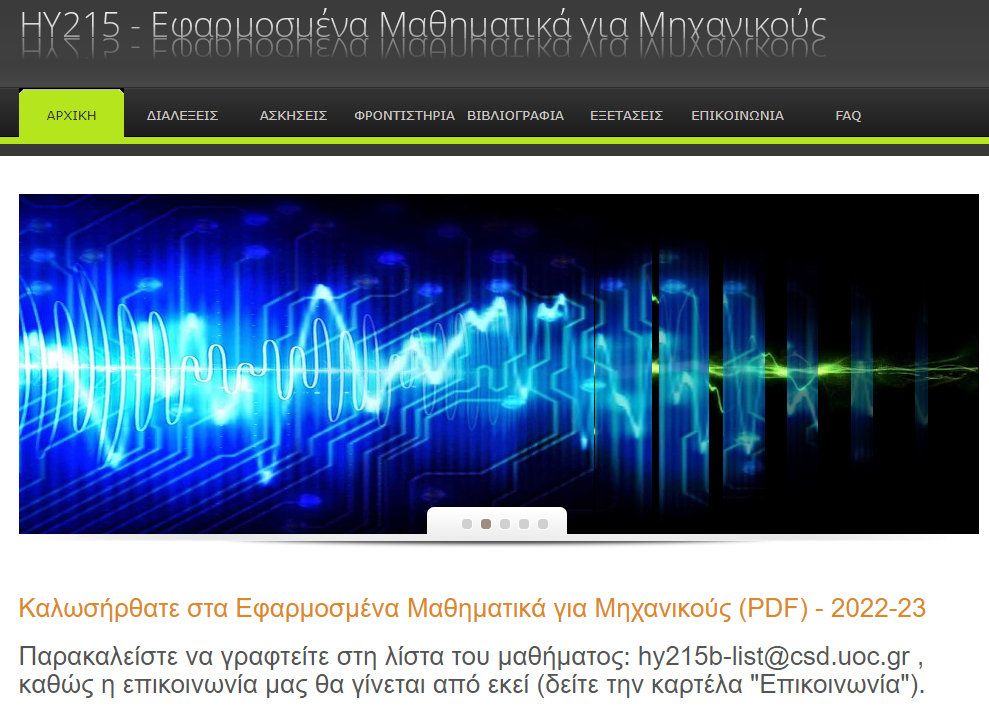 ΗΥ215 - Εφαρμοσμένα Μαθηματικά για Μηχανικούς
ΑΡΧΙΚΗ ΔΙΑΛΕΞΕΙΣ ΑΣΚΗΣΕΙΣ ΦΡΟΝΤΙΣΤΗΡΙΑ ΒΙΒΛΙΟΓΡΑΦΙΑ ΕΞΕΤΑΣΕΙΣ ΕΠΙΚΟΙΝΩΝΙΑ FAQ
Καλωσήρθατε στα Εφαρμοσμένα Μαθηματικά για Μηχανικούς (PDF) - 2022-23
Παρακαλείστε να γραφτείτε στη λίστα του μαθήματος: hy215b-list@csd.uoc.gr ,
καθώς η επικοινωνία μας θα γίνεται από εκεί (δείτε την καρτέλα "Επικοινωνία").